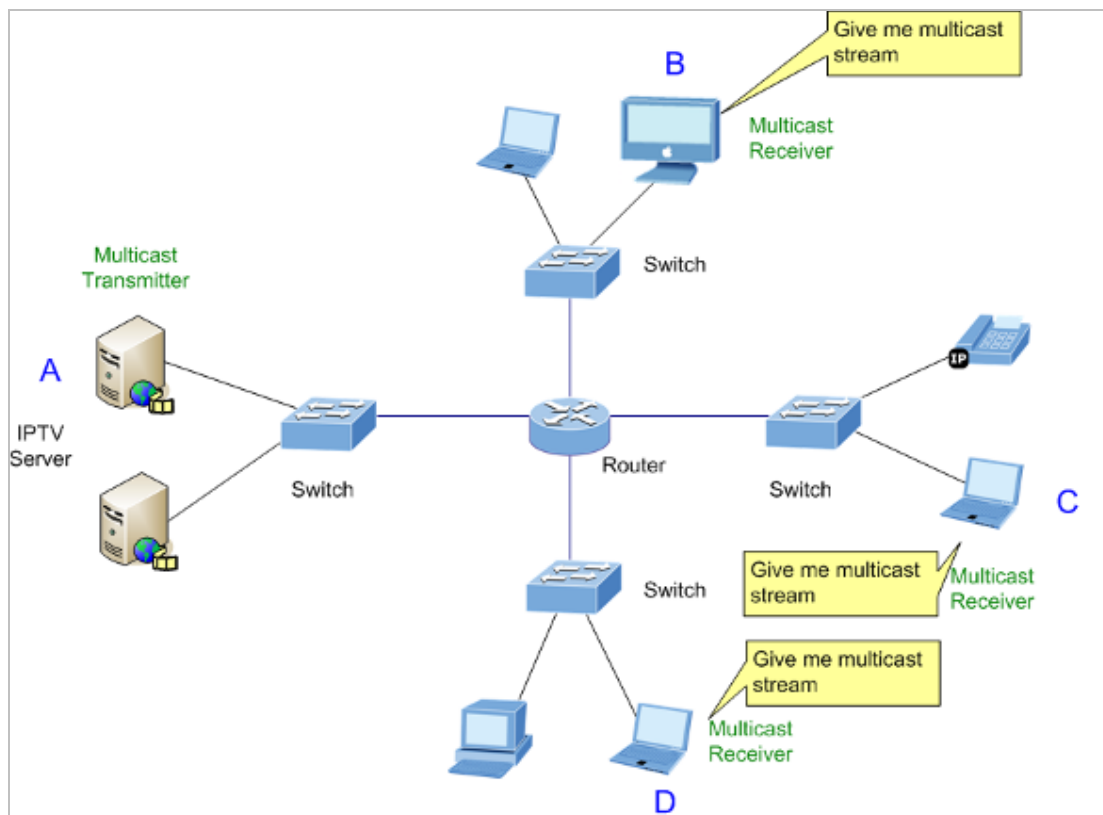 Give me multicast
stream
B
Multicast
Receiver
Switch
Multicast
Transmitter
A
IPTV
Server
Switch
Router
IP
Switch
C
Give me multicast
stream
Multicast
Receiver
Switch
Give me multicast
stream
Multicast
Receiver
D